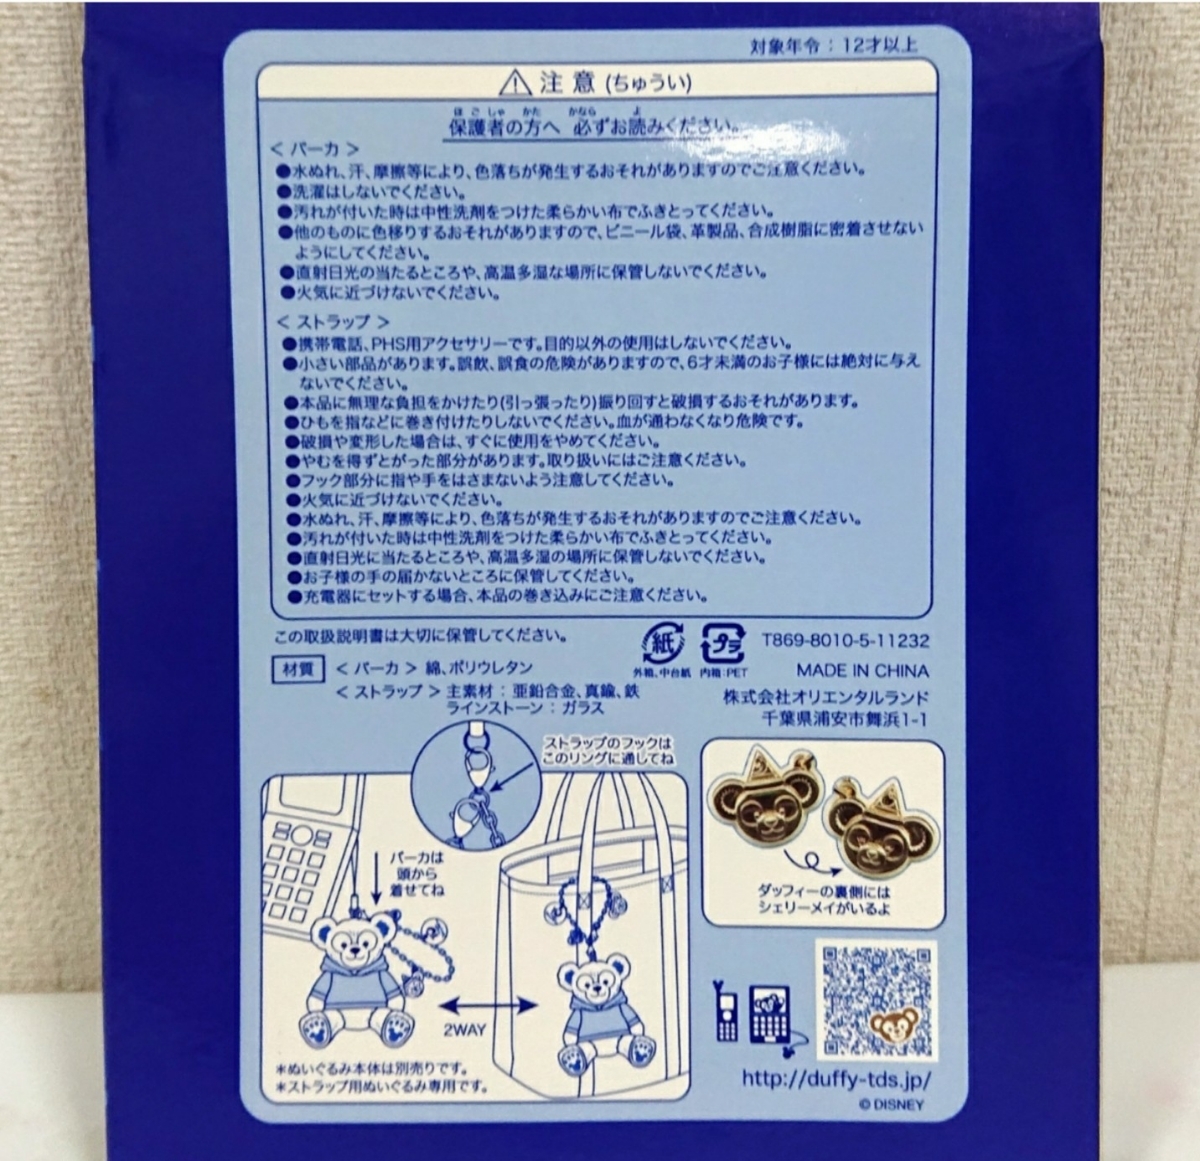 対象年令：12才以上
⚠注意(ちゅうい)
ほごしゃ かた かなら よ
保護者の方へ 必ずお読みください。
＜パーカ＞
●水ぬれ、汗、摩擦等により、色落ちが発生するおそれがありますのでご注意ください。
●洗濯はしないでください。
●汚れが付いた時は中性洗剤をつけた柔らかい布でふきとってください。
●他のものに色移りするおそれがありますので、ビニール袋、革製品、合成樹脂に密着させない
ようにしてください。
●直射日光の当たるところや、高温多湿な場所に保管しないでください。
●火気に近づけないでください。
＜ストラップ＞
●携帯電話、PHS用アクセサリーです。目的以外の使用はしないでください。
●小さい部品があります。誤飲、誤食の危険がありますので、6才未満のお子様には絶対に与え
ないでください。
●本品に無理な負担をかけたり(引っ張ったり)振り回すと破損するおそれがあります。
●ひもを指などに巻き付けたりしないでください。血が通わなくなり危険です。
●破損や変形した場合は、すぐに使用をやめてください。
●やむを得ずとがった部分があります。取り扱いにはご注意ください。
●フック部分に指や手をはさまないよう注意してください。
●火気に近づけないでください。
●水ぬれ、汗、摩擦等により、色落ちが発生するおそれがありますのでご注意ください。
●汚れが付いた時は中性洗剤をつけた柔らかい布でふきとってください。
●直射日光に当たるところや、高温多湿の場所に保管しないでください。
●お子様の手の届かないところに保管してください。
●充電器にセットする場合、本品の巻き込みにご注意ください。
この取扱説明書は大切に保管してください。
材質 ＜パーカ＞綿、ポリウレタン
＜ストラップ＞主素材：亜鉛合金、真鍮、鉄
ラインストーン：ガラス
紙 プラ
外箱、中台紙 内箱：PET
T869-8010-5-11232
MADE IN CHINA
株式会社オリエンタルランド
千葉県浦安市舞浜1-1
ストラップのフックは
このリングに通してね
パーカは
頭から
着せてね
2WAY
＊ぬいぐるみ本体は別売りです。
＊ストラップ用ぬいぐるみ専用です。
ダッフィーの裏側には
シェリーメイがいるよ
http://duffy-tds.jp/
©DISNEY